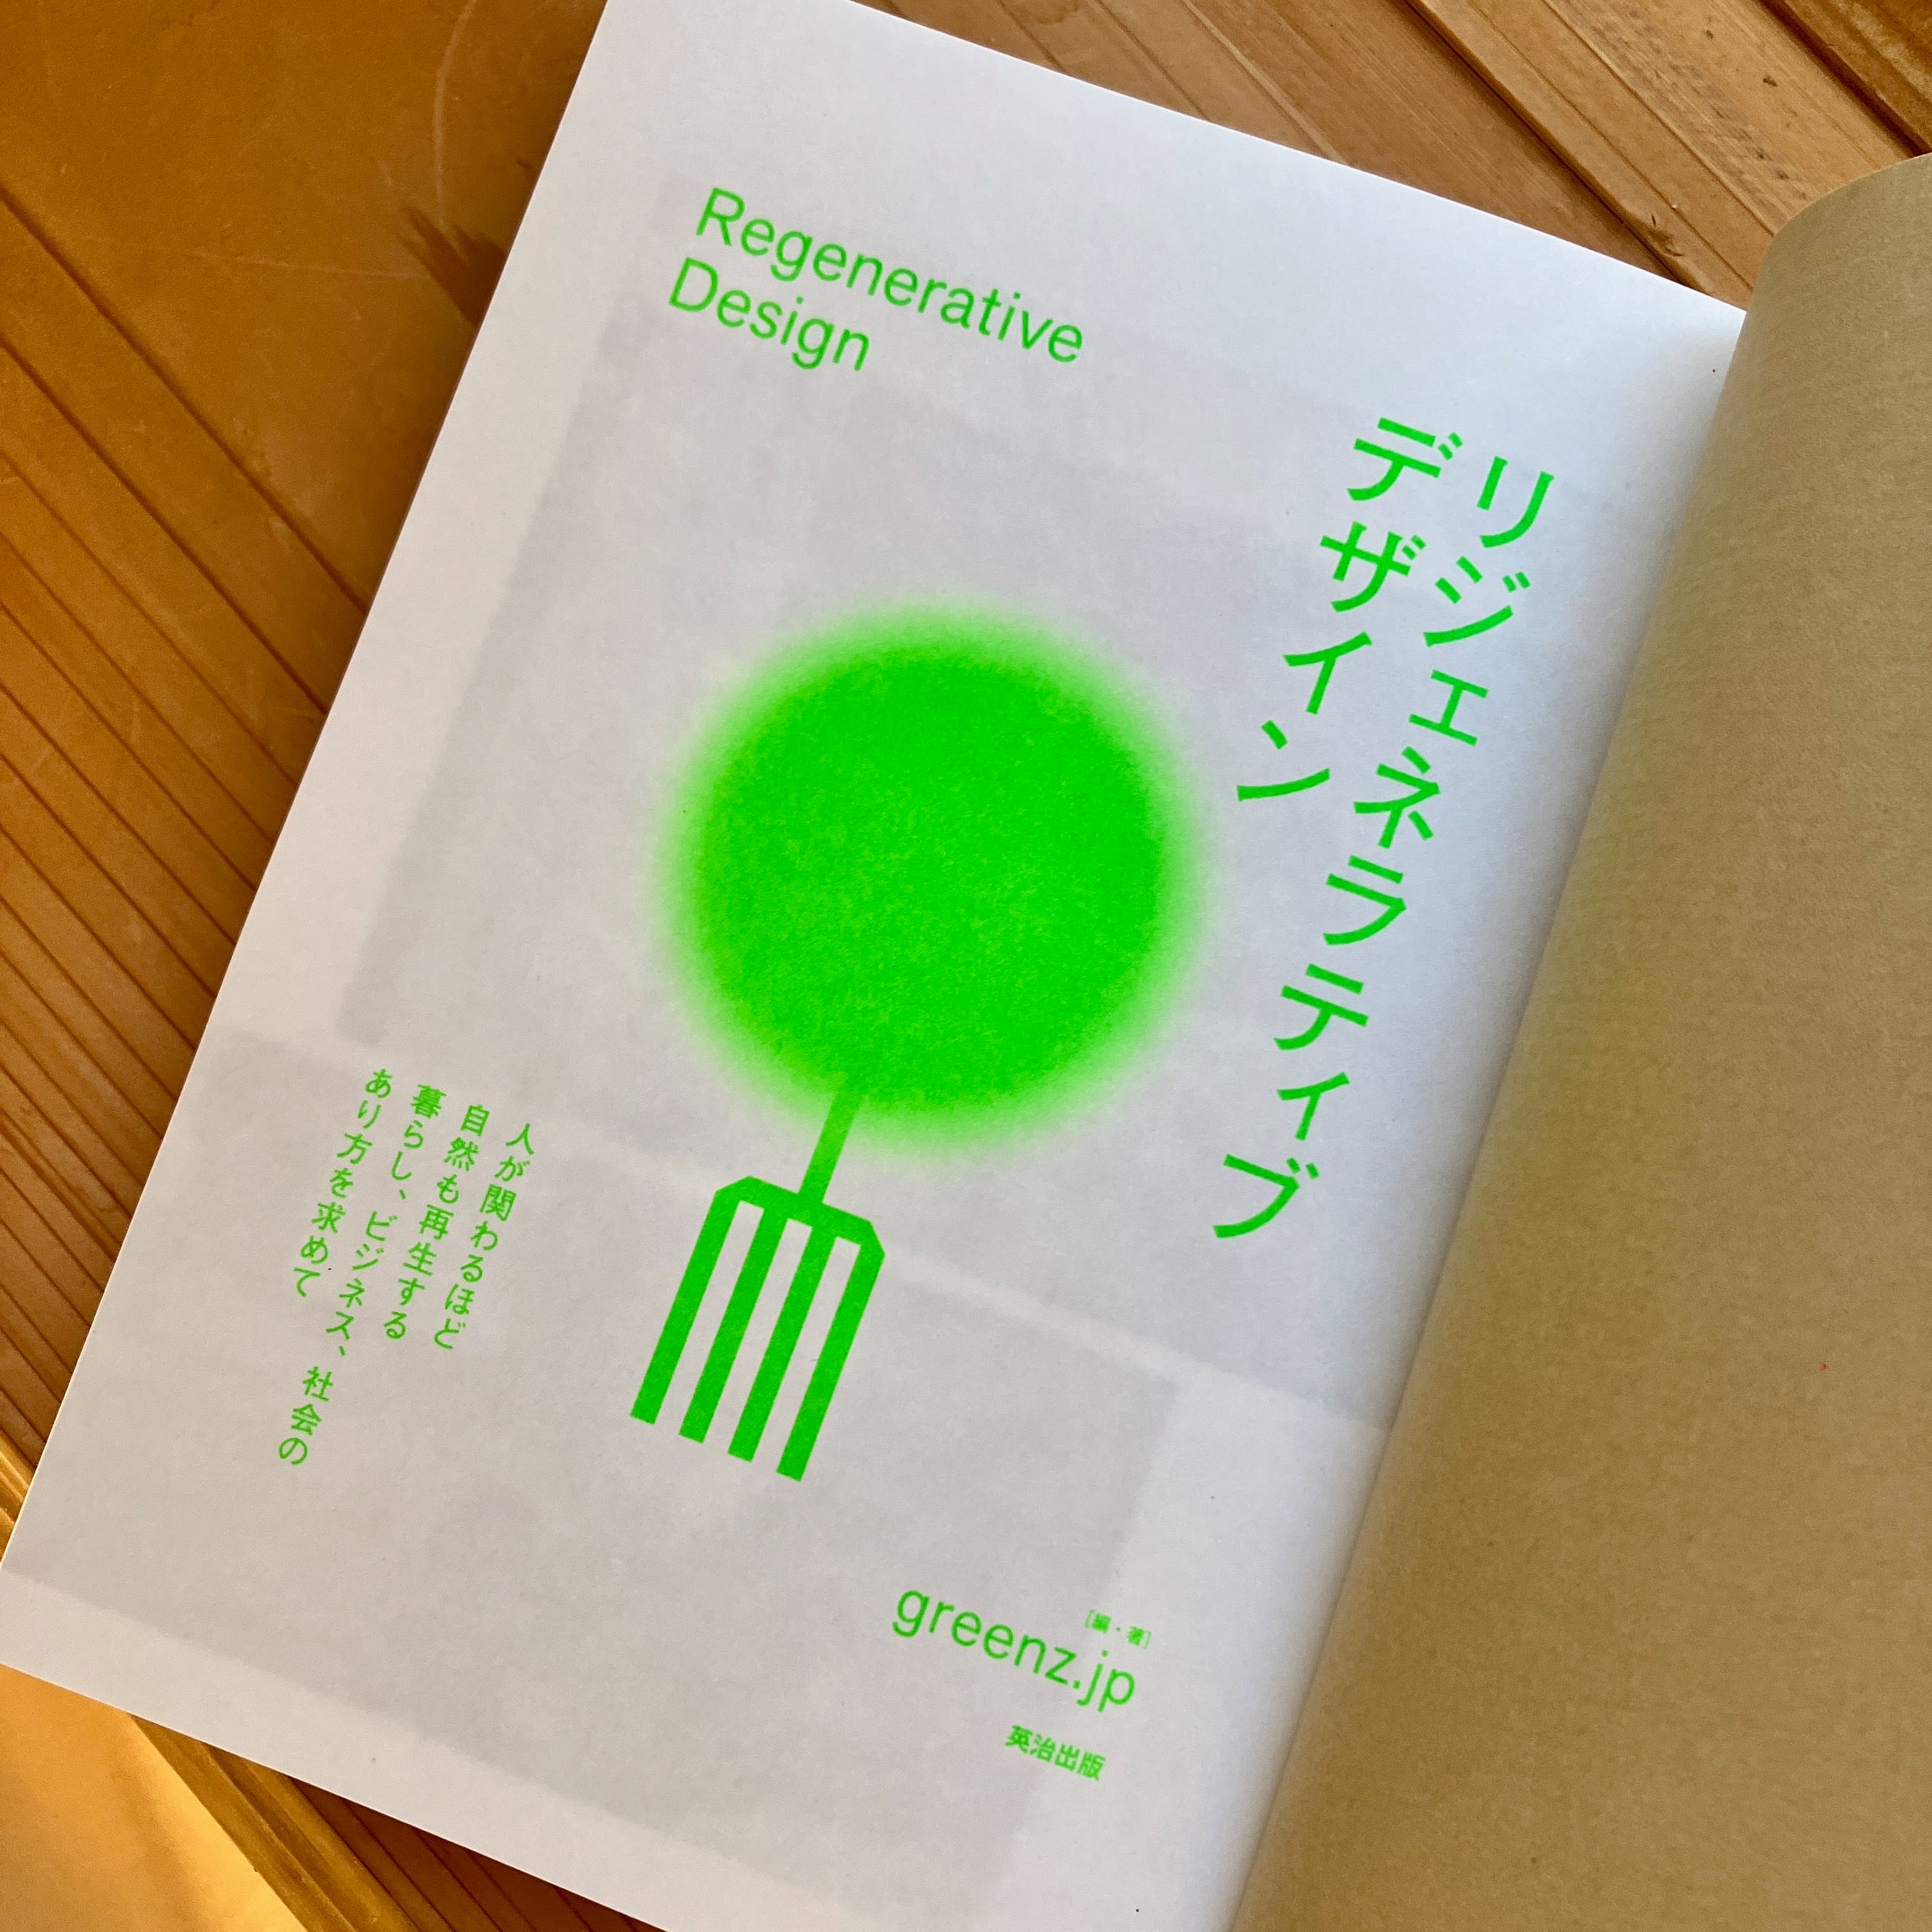 Regenerative
Design
リジェネラティブ
デザイン
人が関わるほど
自然も再生する
暮らし、ビジネス、社会の
あり方を求めて
[編・著]
greenz.jp
英治出版